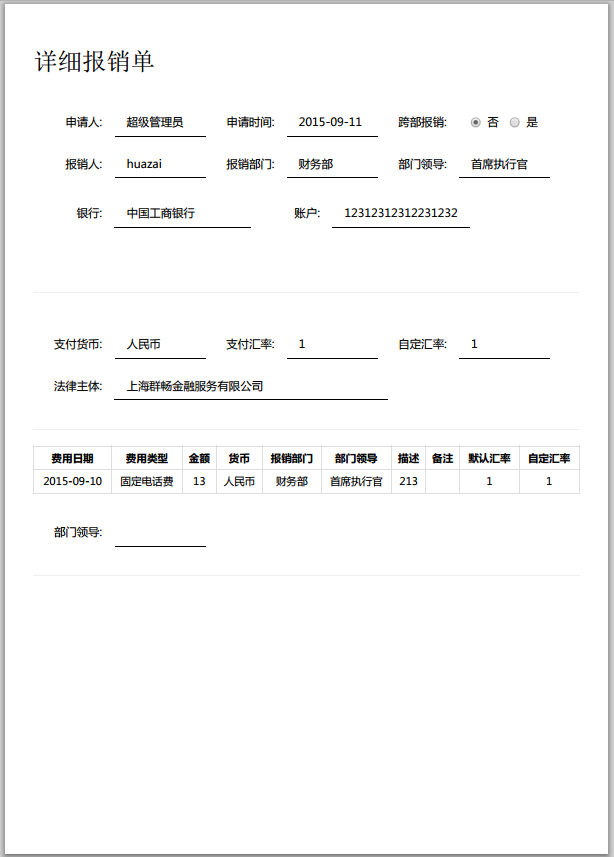 详细报销单
申请人: 超级管理员 申请时间: 2015-09-11 跨部报销: 否 是
报销人: huazai 报销部门: 财务部 部门领导: 首席执行官
银行: 中国工商银行 账户: 12312312312231232
支付货币: 人民币 支付汇率: 1 自定汇率: 1
法律主体: 上海群畅金融服务有限公司
费用日期 费用类型 金额 货币 报销部门 部门领导 描述 备注 默认汇率 自定汇率
2015-09-10 固定电话费 13 人民币 财务部 首席执行官 213 1 1
部门领导: